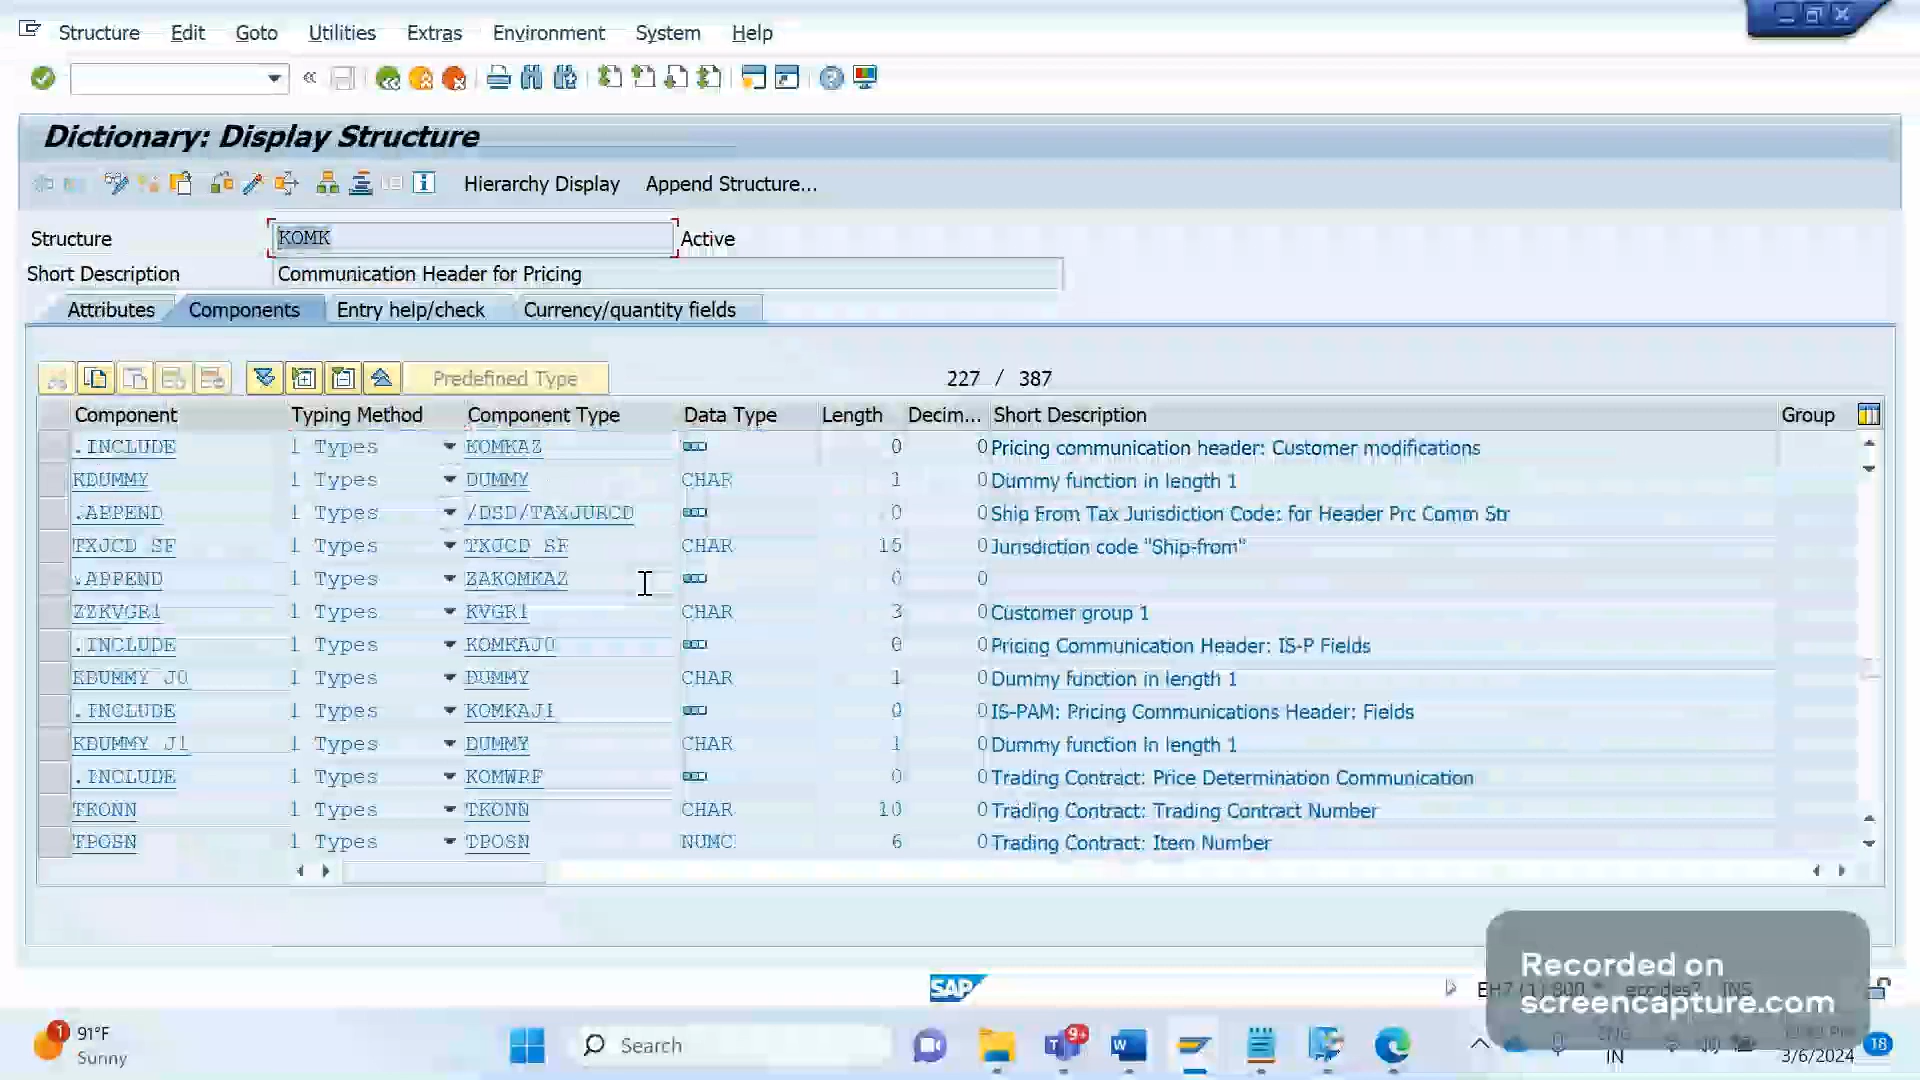 Structure Edit Goto Utilities Extras Environment System Help
Dictionary: Display Structure
Hierarchy Display Append Structure...
Structure KOMK Active
Short Description Communication Header for Pricing
Attributes Components Entry help/check Currency/quantity fields
Predefined Type 227 / 387
Component Typing Method Component Type Data Type Length Decim... Short Description Group
.INCLUDE 1 Types KOMKAZ 0 0 Pricing communication header: Customer modifications
KDUMMY 1 Types DUMMY CHAR 1 0 Dummy function in length 1
.APPEND 1 Types /DSD/TAXJURCD 0 0 Ship From Tax Jurisdiction Code: for Header Prc Comm Str
TXJCD_SF 1 Types TXJCD_SF CHAR 15 0 Jurisdiction code "Ship-from"
.APPEND 1 Types ZAKOMKAZ 0 0
ZZKVGR1 1 Types KVGR1 CHAR 3 0 Customer group 1
.INCLUDE 1 Types KOMKAJ0 0 0 Pricing Communication Header: IS-P Fields
KDUMMY_J0 1 Types DUMMY CHAR 1 0 Dummy function in length 1
.INCLUDE 1 Types KOMKAJ1 0 0 IS-PAM: Pricing Communications Header: Fields
KDUMMY_J1 1 Types DUMMY CHAR 1 0 Dummy function in length 1
.INCLUDE 1 Types KOMWRF 0 0 Trading Contract: Price Determination Communication
TKONN 1 Types TKONN CHAR 10 0 Trading Contract: Trading Contract Number
TPOSN 1 Types TPOSN NUMC 6 0 Trading Contract: Item Number
SAP
EH7 (1) 800 INS
Recorded on
screencapture.com
1 91°F
Sunny
Search
9+
ENG
IN
3/6/2024 18